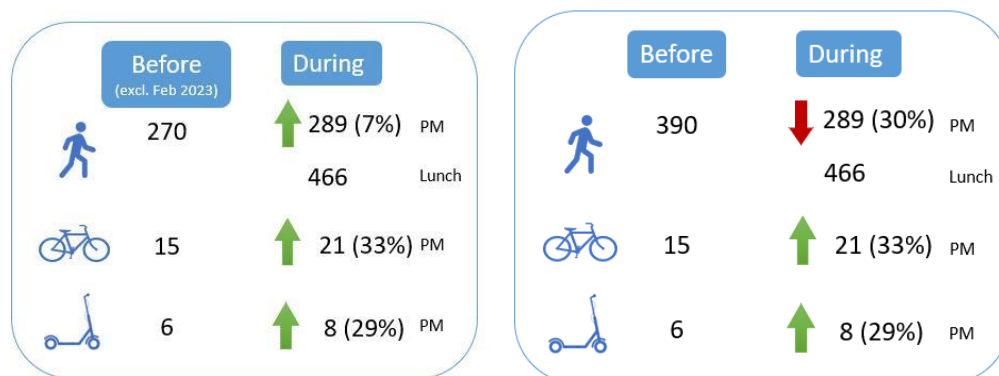 Before During
(excl. Feb 2023)
270 289 (7%) PM
466 Lunch
15 21 (33%) PM
6 8 (29%) PM
Before During
390 289 (30%) PM
466 Lunch
15 21 (33%) PM
6 8 (29%) PM